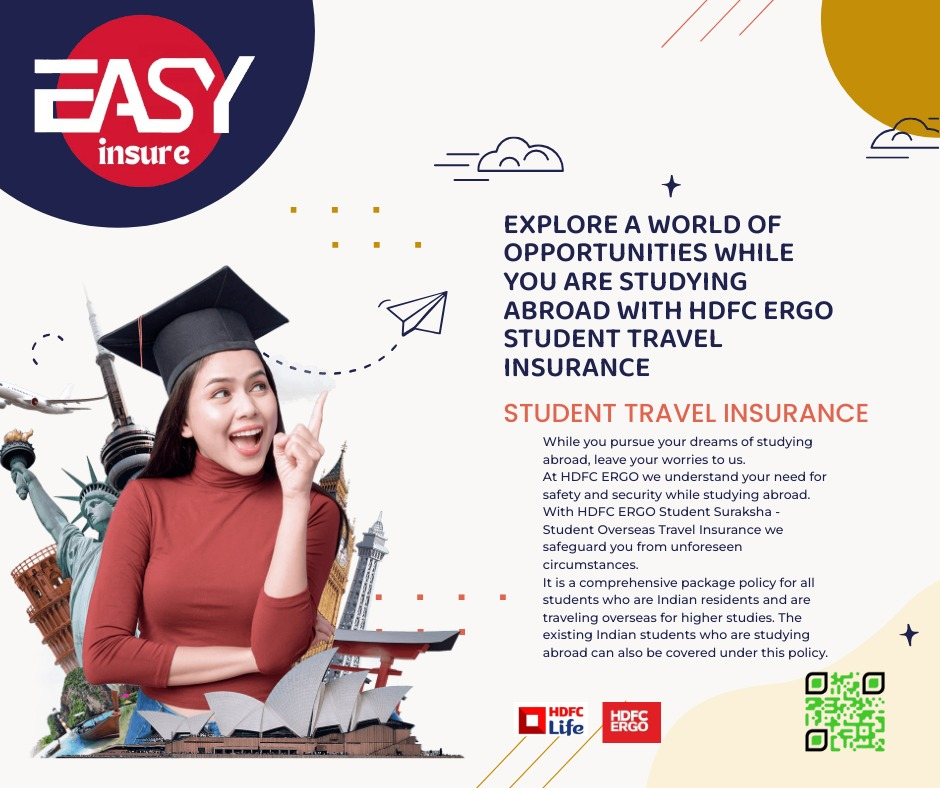 EASY
insure
EXPLORE A WORLD OF
OPPORTUNITIES WHILE
YOU ARE STUDYING
ABROAD WITH HDFC ERGO
STUDENT TRAVEL
INSURANCE
STUDENT TRAVEL INSURANCE
While you pursue your dreams of studying
abroad, leave your worries to us.
At HDFC ERGO we understand your need for
safety and security while studying abroad.
With HDFC ERGO Student Suraksha -
Student Overseas Travel Insurance we
safeguard you from unforeseen
circumstances.
It is a comprehensive package policy for all
students who are Indian residents and are
traveling overseas for higher studies. The
existing Indian students who are studying
abroad can also be covered under this policy.
HDFC
Life
HDFC
ERGO